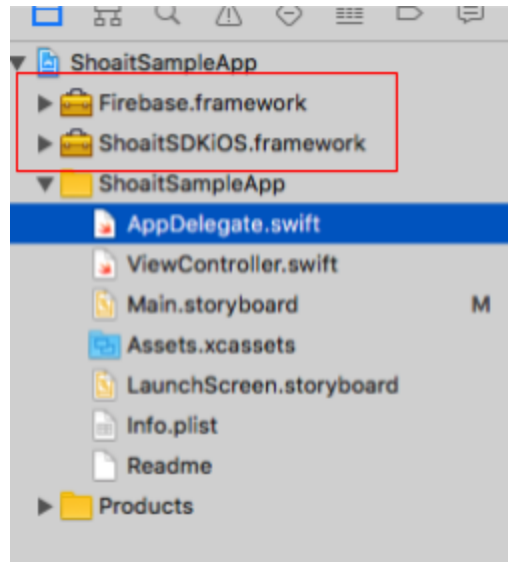 ShoaitSampleApp
Firebase.framework
ShoaitSDKiOS.framework
ShoaitSampleApp
AppDelegate.swift
ViewController.swift
Main.storyboard M
Assets.xcassets
LaunchScreen.storyboard
Info.plist
Readme
Products